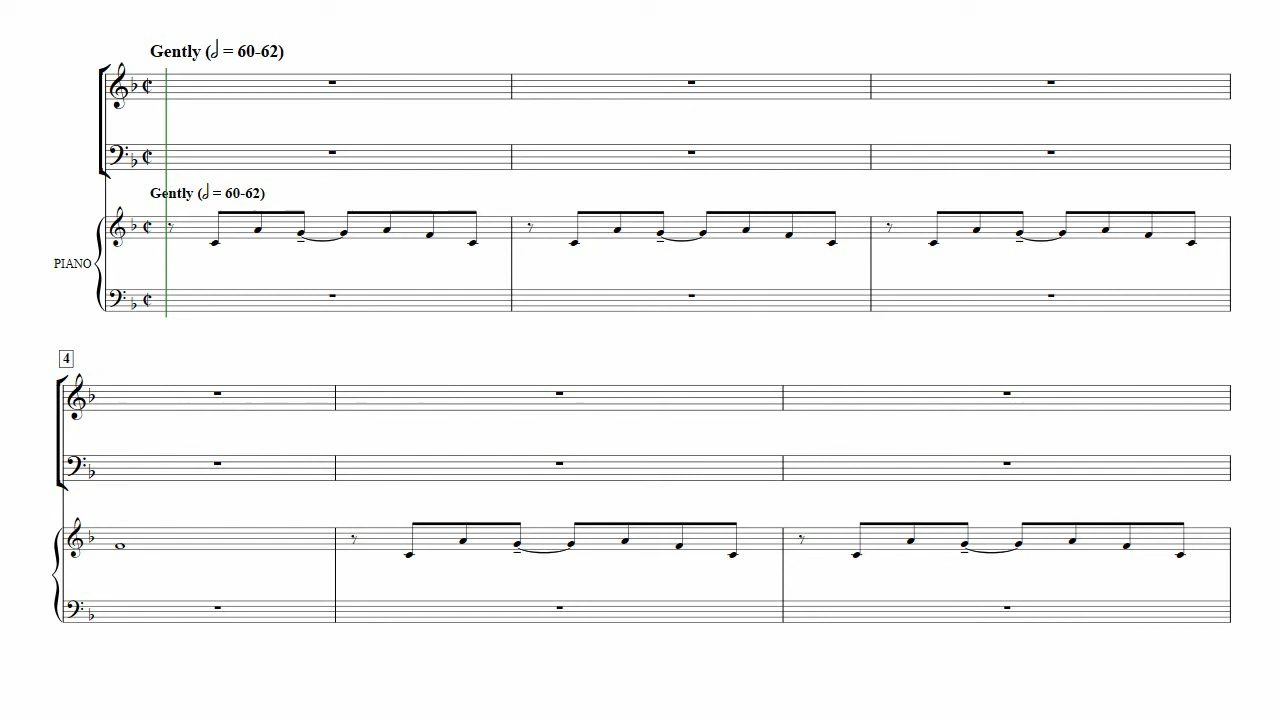 Gently (𝅗𝅥 = 60-62)
Gently (𝅗𝅥 = 60-62)
PIANO
4